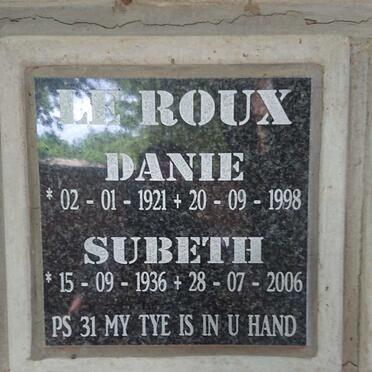 LE ROUX
DANIE
* 02 - 01 - 1921 + 20 - 09 - 1998
SUBETH
* 15 - 09 - 1936 + 28 - 07 - 2006
PS 31 MY TYE IS IN U HAND